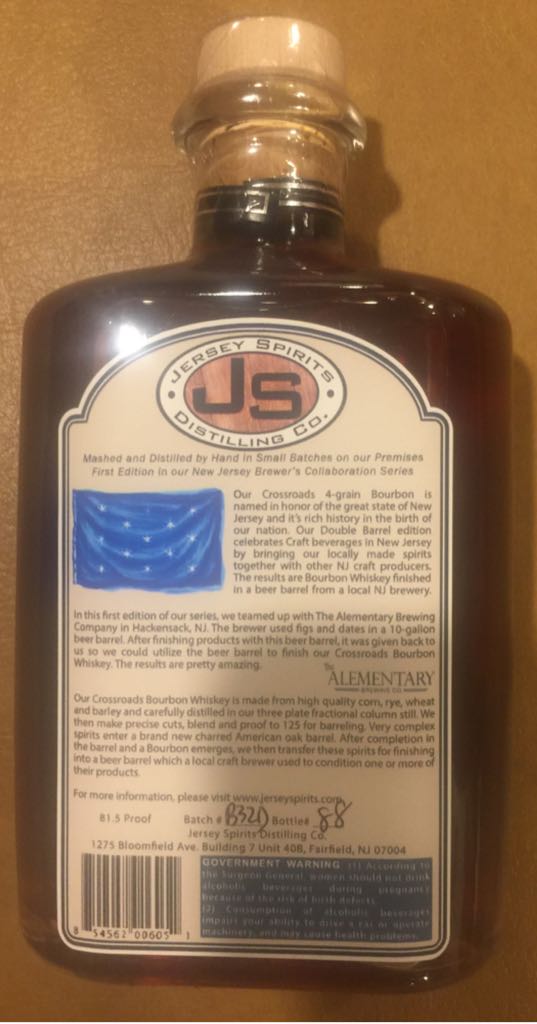 JERSEY SPIRITS
JS
DISTILLING CO.
Mashed and Distilled by Hand in Small Batches on our Premises
First Edition in our New Jersey Brewer's Collaboration Series
Our Crossroads 4-grain Bourbon is
named in honor of the great state of New
Jersey and it's rich history in the birth of
our nation. Our Double Barrel edition
celebrates Craft beverages in New Jersey
by bringing our locally made spirits
together with other NJ craft producers.
The results are Bourbon Whiskey finished
in a beer barrel from a local NJ brewery.
In this first edition of our series, we teamed up with The Alementary Brewing
Company in Hackensack, NJ. The brewer used figs and dates in a 10-gallon
beer barrel. After finishing products with this beer barrel, it was given back to
us so we could utilize the beer barrel to finish our Crossroads Bourbon
Whiskey. The results are pretty amazing.
The
ALEMENTARY
BREWING CO.
Our Crossroads Bourbon Whiskey is made from high quality corn, rye, wheat
and barley and carefully distilled in our three plate fractional column still. We
then make precise cuts, blend and proof to 125 for barreling. Very complex
spirits enter a brand new charred American oak barrel. After completion in
the barrel and a Bourbon emerges, we then transfer these spirits for finishing
into a beer barrel which a local craft brewer used to condition one or more of
their products.
For more information, please visit www.jerseyspirits.com
81.5 Proof Batch # B32D Bottle# 88
Jersey Spirits Distilling Co.
1275 Bloomfield Ave. Building 7 Unit 40B, Fairfield, NJ 07004
GOVERNMENT WARNING (1) According to
the Surgeon General, women should not drink
alcoholic beverages during pregnancy
because of the risk of birth defects.
(2) Consumption of alcoholic beverages
impairs your ability to drive a car or operate
machinery, and may cause health problems.
8 54562 00605 1